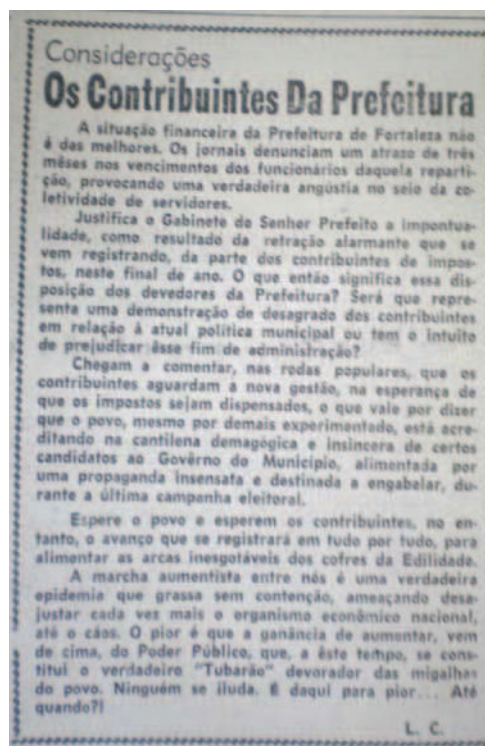 Considerações
Os Contribuintes Da Prefeitura
A situação financeira da Prefeitura de Fortaleza não
é das melhores. Os jornais denunciam um atrazo de três
mêses nos vencimentos dos funcionários daquela reparti-
ção, provocando uma verdadeira angústia no seio da co-
letividade de servidores.
Justifica o Gabinete do Senhor Prefeito a impontua-
lidade, como resultado da retração alarmante que se
vem registrando, da parte dos contribuintes de impos-
tos, neste final de ano. O que então significa essa dis-
posição dos devedores da Prefeitura? Será que repre-
senta uma demonstração de desagrado dos contribuintes
em relação à atual política municipal ou tem o intuito
de prejudicar êsse fim de administração?
Chegam a comentar, nas rodas populares, que os
contribuintes aguardam a nova gestão, na esperança de
que os impostos sejam dispensados, o que vale por dizer
que o povo, mesmo por demais experimentado, está acre-
ditando na cantilena demagógica e insincera de certos
candidatos ao Govêrno do Município, alimentada por
uma propaganda insensata e destinada a engabelar, du-
rante a última campanha eleitoral.
Espere o povo e esperem os contribuintes, no en-
tanto, o avanço que se registrará em tudo por tudo, para
alimentar as arcas inesgotáveis dos cofres da Edilidade.
A marcha aumentista entre nós é uma verdadeira
epidemia que grassa sem contenção, ameaçando desa-
justar cada vez mais o organismo econômico nacional,
até o cáos. O pior é que a ganância de aumentar, vem
de cima, do Poder Público, que, a êste tempo, se cons-
titui o verdadeiro "Tubarão" devorador das migalhas
do povo. Ninguém se iluda. É daqui para pior... Até
quando?!
L. C.